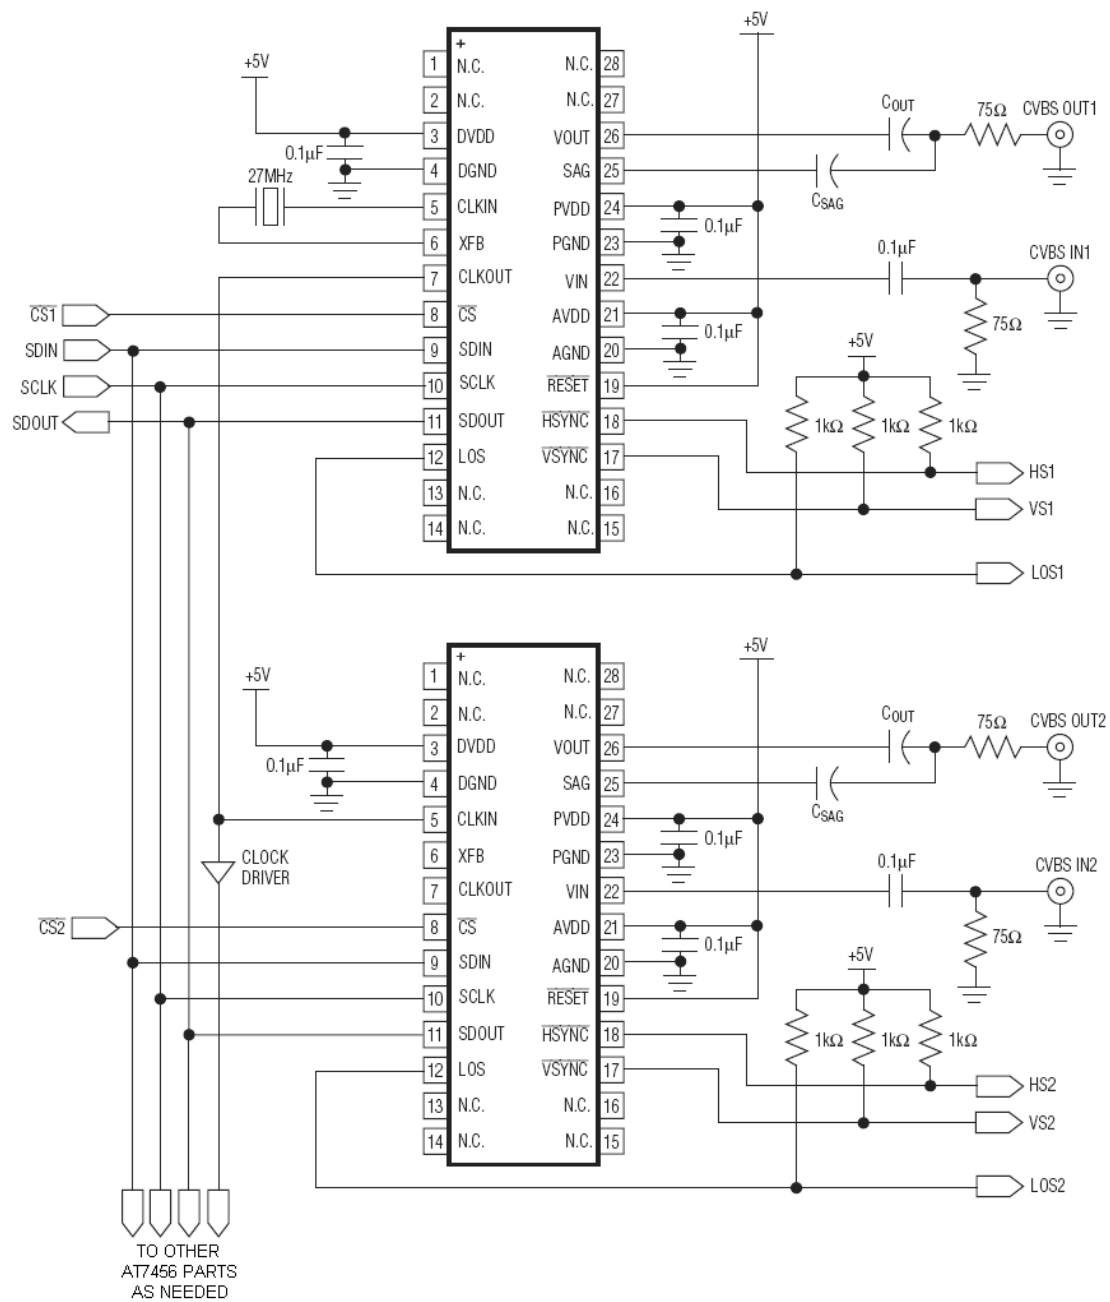 +5V
+5V
+
1 N.C. N.C. 28
2 N.C. N.C. 27
COUT
75Ω
CVBS OUT1
3 DVDD VOUT 26
0.1µF
4 DGND SAG 25
CSAG
27MHz
5 CLKIN PVDD 24
0.1µF
6 XFB PGND 23
0.1µF
CVBS IN1
7 CLKOUT VIN 22
CS1
8 CS AVDD 21
0.1µF
75Ω
SDIN
9 SDIN AGND 20
+5V
SCLK
10 SCLK RESET 19
SDOUT
11 SDOUT HSYNC 18
1kΩ 1kΩ 1kΩ
12 LOS VSYNC 17
HS1
13 N.C. N.C. 16
VS1
14 N.C. N.C. 15
LOS1
+5V
+5V
+
1 N.C. N.C. 28
2 N.C. N.C. 27
COUT
75Ω
CVBS OUT2
3 DVDD VOUT 26
0.1µF
4 DGND SAG 25
CSAG
5 CLKIN PVDD 24
0.1µF
CLOCK
DRIVER
6 XFB PGND 23
0.1µF
CVBS IN2
7 CLKOUT VIN 22
CS2
8 CS AVDD 21
0.1µF
75Ω
9 SDIN AGND 20
+5V
10 SCLK RESET 19
11 SDOUT HSYNC 18
1kΩ 1kΩ 1kΩ
12 LOS VSYNC 17
HS2
13 N.C. N.C. 16
VS2
14 N.C. N.C. 15
LOS2
TO OTHER
AT7456 PARTS
AS NEEDED